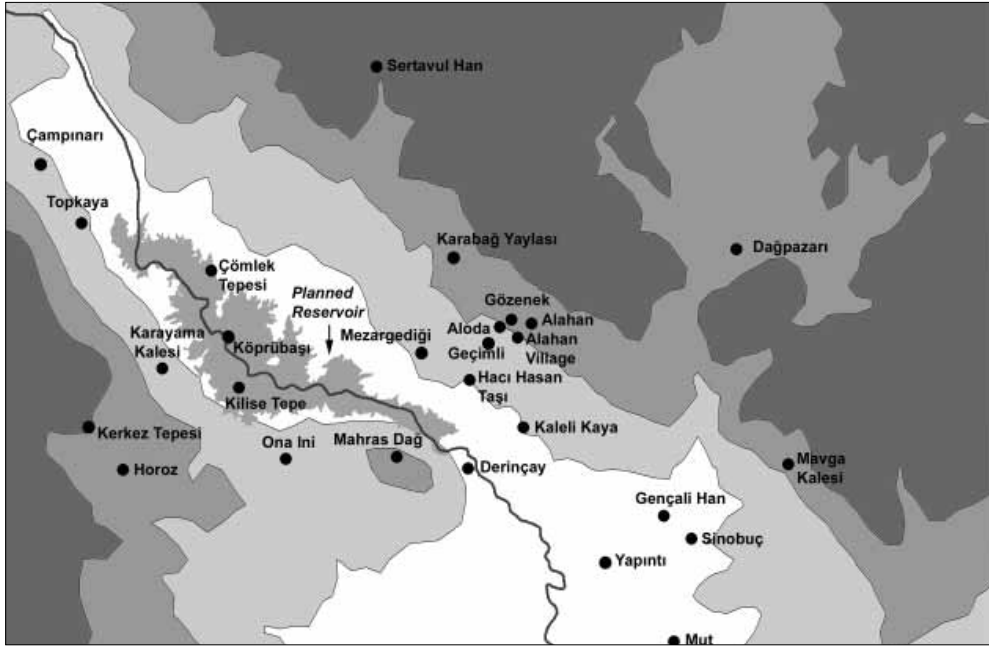 Sertavul Han
Çampınarı
Topkaya
Karabağ Yaylası
Dağpazarı
Çömlek
Tepesi
Planned
Reservoir
Gözenek
Alahan
Aloda
Alahan
Village
Mezargediği
Geçimli
Karayama
Kalesi
Köprübaşı
Hacı Hasan
Taşı
Kilise Tepe
Kaleli Kaya
Kerkez Tepesi
Ona Ini
Mahras Dağ
Horoz
Derinçay
Mavga
Kalesi
Gençali Han
Sinobuç
Yapıntı
Mut